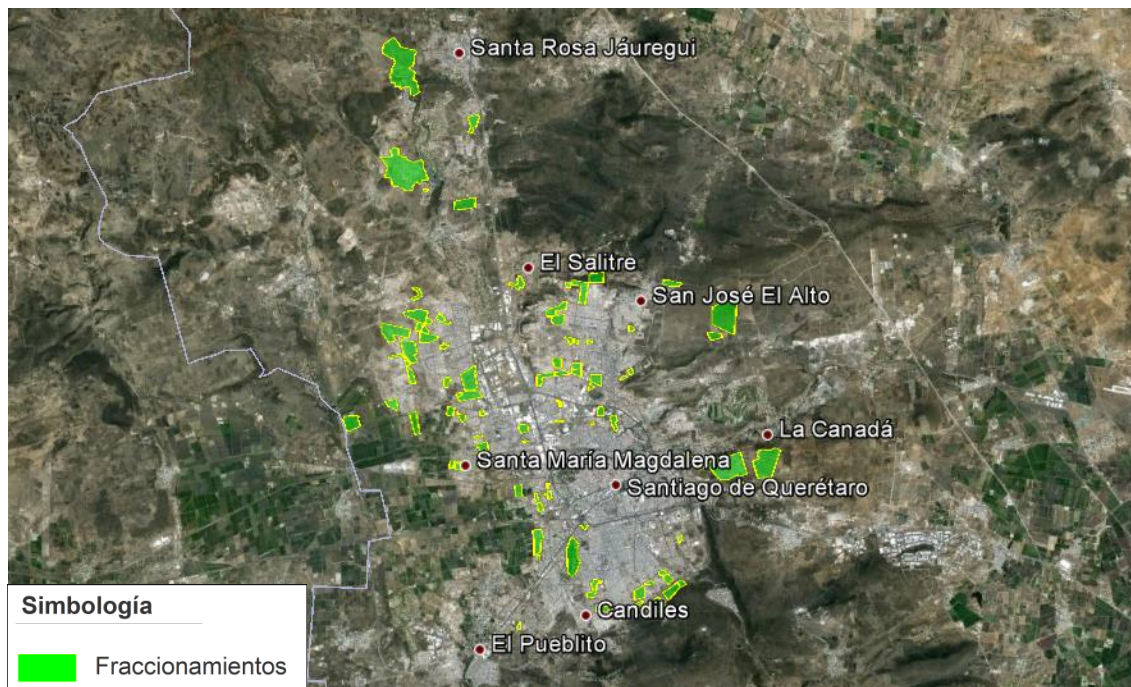 Santa Rosa Jáuregui
El Salitre
San José El Alto
La Canadá
Santa María Magdalena
Santiago de Querétaro
Candiles
El Pueblito
Simbología
Fraccionamientos